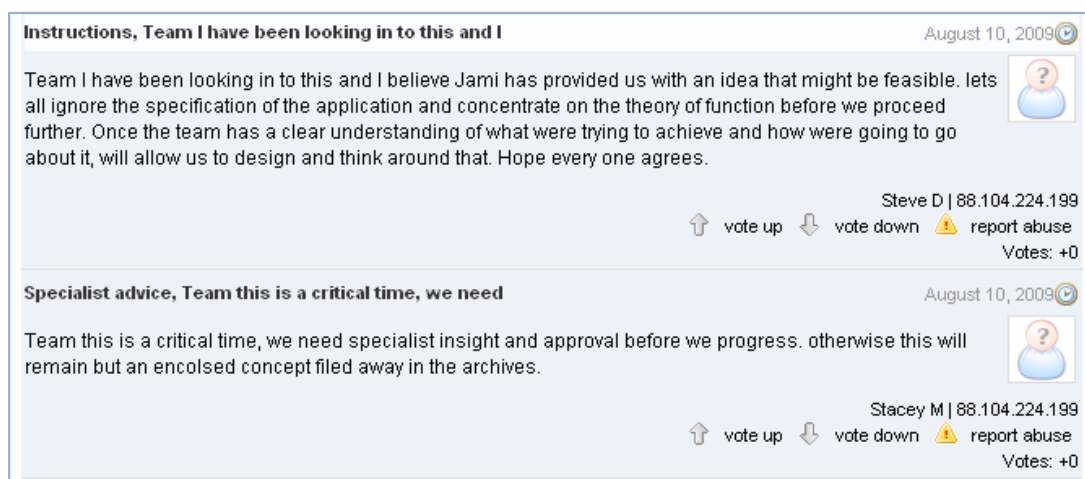 Instructions, Team I have been looking in to this and I
August 10, 2009
Team I have been looking in to this and I believe Jami has provided us with an idea that might be feasible. lets
all ignore the specification of the application and concentrate on the theory of function before we proceed
further. Once the team has a clear understanding of what were trying to achieve and how were going to go
about it, will allow us to design and think around that. Hope every one agrees.
Steve D | 88.104.224.199
vote up vote down report abuse
Votes: +0
Specialist advice, Team this is a critical time, we need
August 10, 2009
Team this is a critical time, we need specialist insight and approval before we progress. otherwise this will
remain but an encolsed concept filed away in the archives.
Stacey M | 88.104.224.199
vote up vote down report abuse
Votes: +0